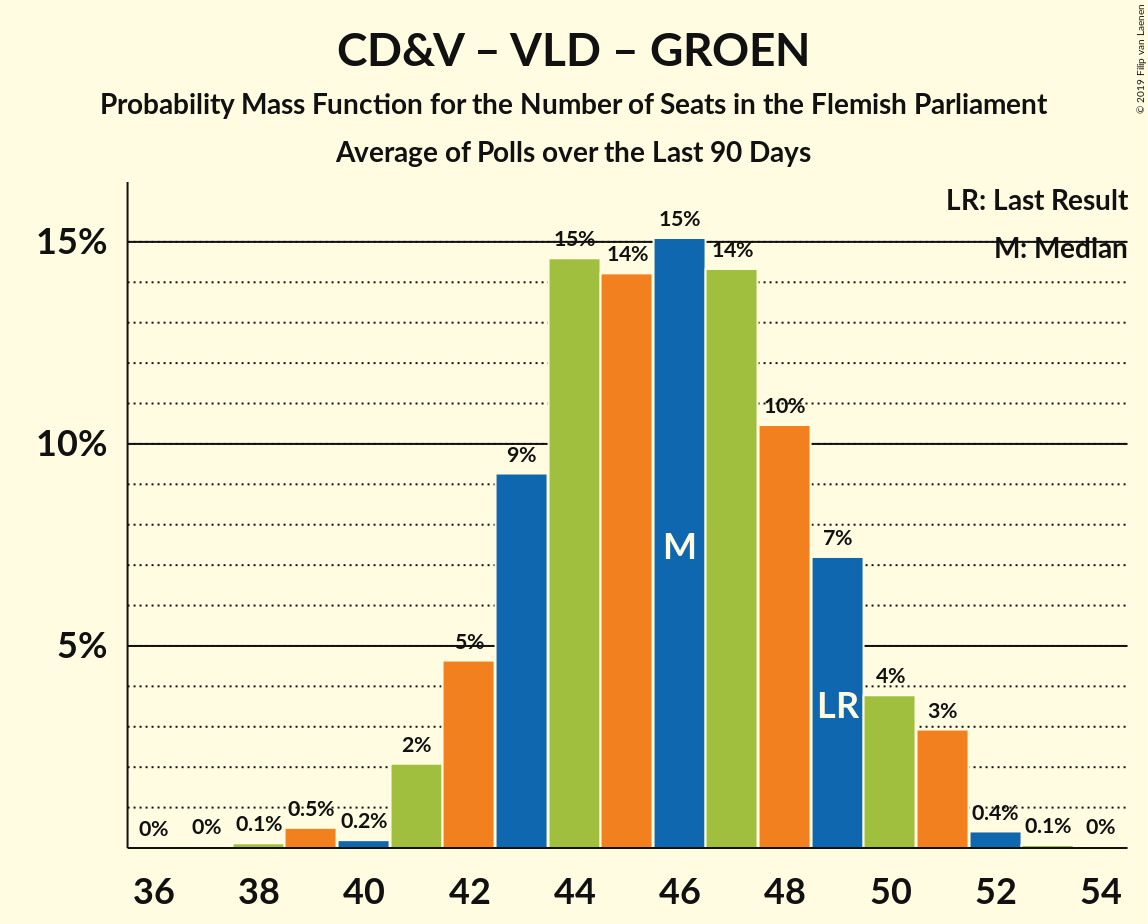 CD&V – VLD – GROEN
Probability Mass Function for the Number of Seats in the Flemish Parliament
Average of Polls over the Last 90 Days
© 2019 Filip van Laenen
LR: Last Result
M: Median
15%
10%
5%
0%
0%
0.1%
0.5%
0.2%
2%
5%
9%
15%
14%
15%
14%
10%
7%
4%
3%
0.4%
0.1%
0%
M
LR
36 38 40 42 44 46 48 50 52 54